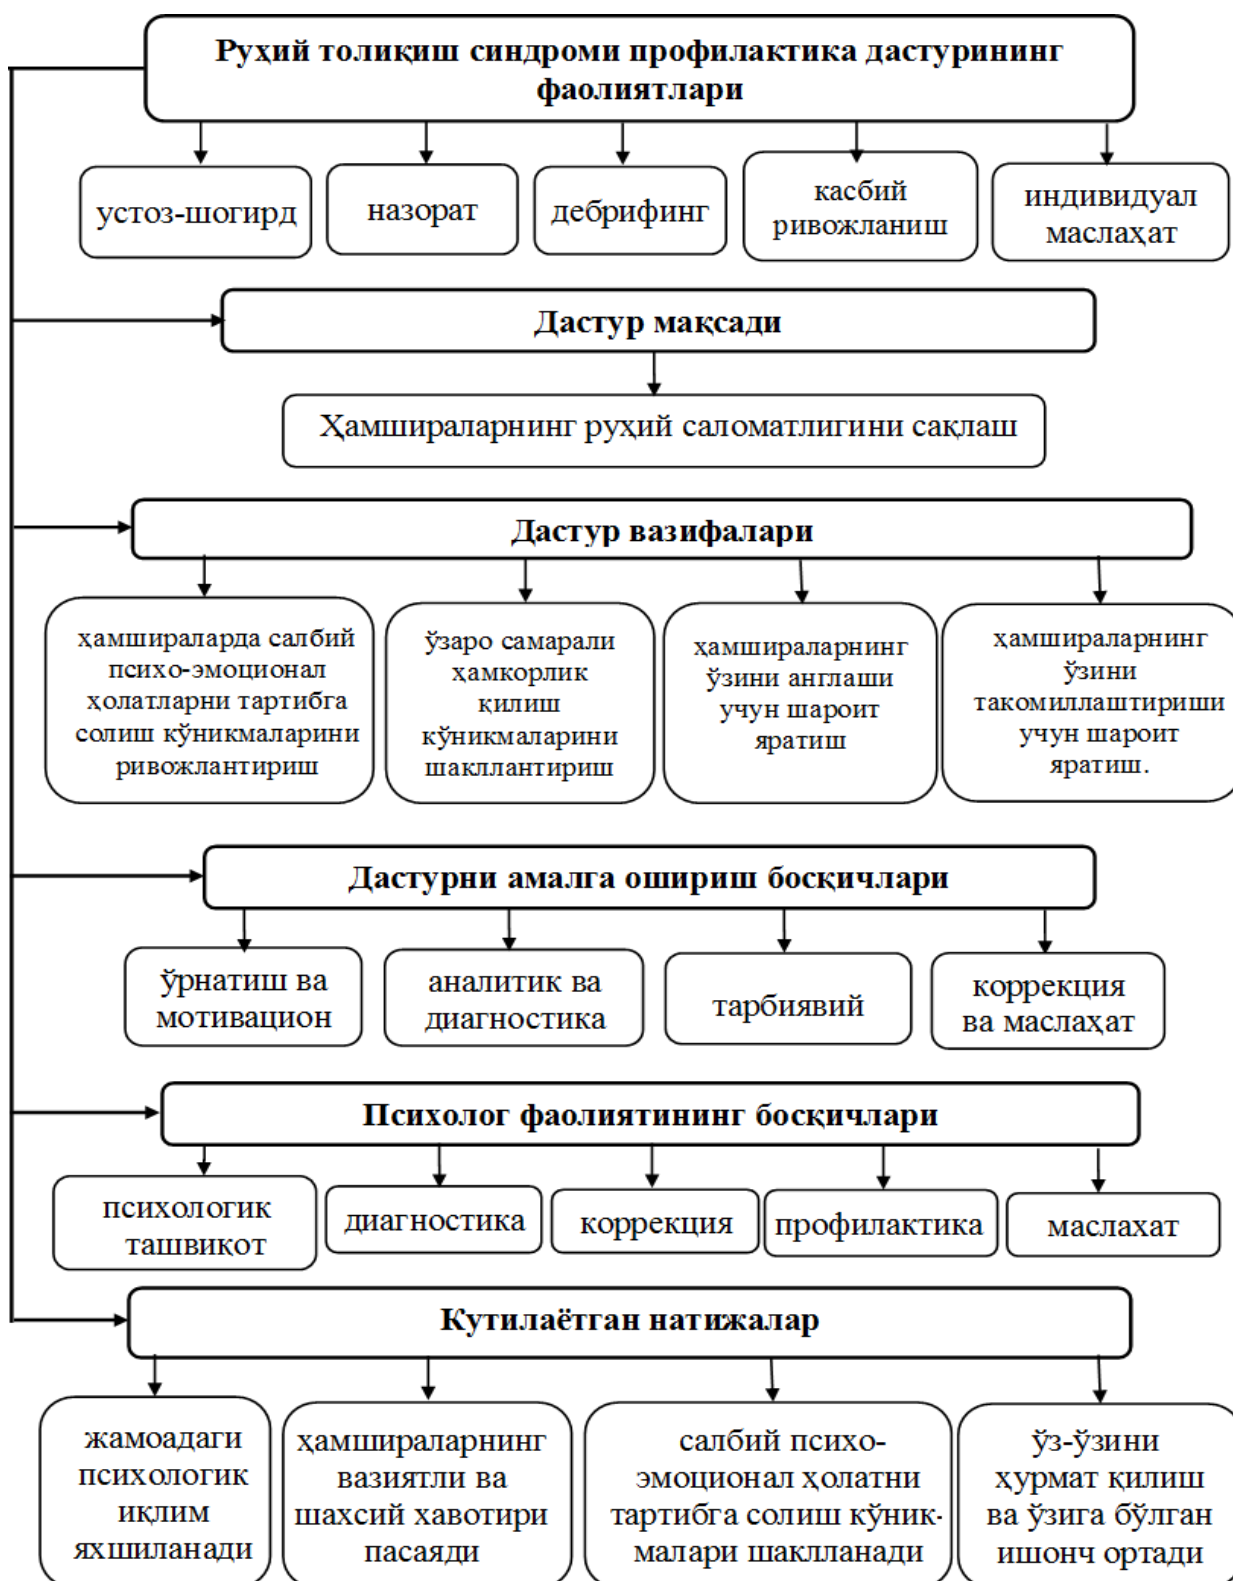 Руҳий толиқиш синдроми профилактика дастурининг
фаолиятлари
устоз-шогирд
назорат
дебрифинг
касбий
ривожланиш
индивидуал
маслаҳат
Дастур мақсади
Ҳамшираларнинг руҳий саломатлигини сақлаш
Дастур вазифалари
ҳамшираларда салбий
психо-эмоционал
ҳолатларни тартибга
солиш кўникмаларини
ривожлантириш
ўзаро самарали
ҳамкорлик
қилиш
кўникмаларини
шакллантириш
ҳамшираларнинг
ўзини англаши
учун шароит
яратиш
ҳамшираларнинг
ўзини
такомиллаштириши
учун шароит
яратиш.
Дастурни амалга ошириш босқичлари
ўрнатиш ва
мотивацион
аналитик ва
диагностика
тарбиявий
коррекция
ва маслаҳат
Психолог фаолиятининг босқичлари
психологик
ташвиқот
диагностика
коррекция
профилактика
маслахат
Кутилаётган натижалар
жамоадаги
психологик
иқлим
яхшиланади
ҳамшираларнинг
вазиятли ва
шахсий хавотири
пасаяди
салбий психо-
эмоционал ҳолатни
тартибга солиш кўник-
малари шаклланади
ўз-ўзини
ҳурмат қилиш
ва ўзига бўлган
ишонч ортади